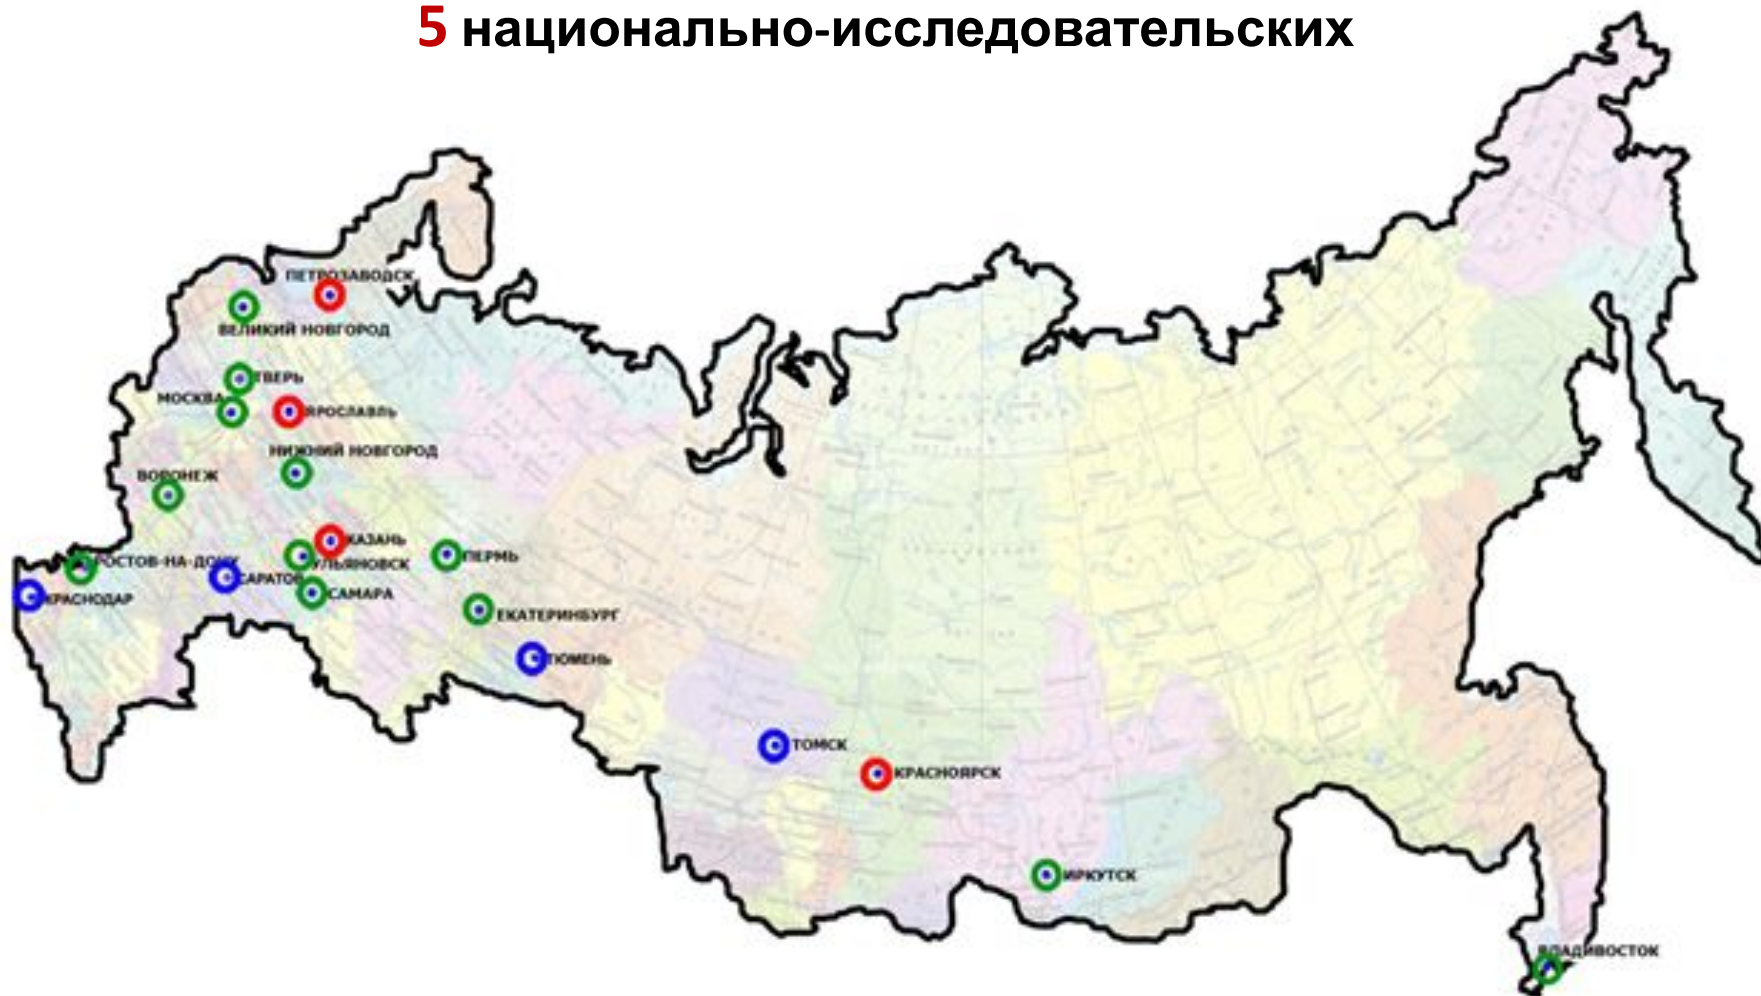 5 национально-исследовательских
ПЕТРОЗАВОДСК
ВЕЛИКИЙ НОВГОРОД
ТВЕРЬ
МОСКВА
ЯРОСЛАВЛЬ
НИЖНИЙ НОВГОРОД
ВОРОНЕЖ
КАЗАНЬ
ПЕРМЬ
РОСТОВ-НА-ДОНУ
УЛЬЯНОВСК
САРАТОВ
САМАРА
КРАСНОДАР
ЕКАТЕРИНБУРГ
ТЮМЕНЬ
ТОМСК
КРАСНОЯРСК
ИРКУТСК
ВЛАДИВОСТОК